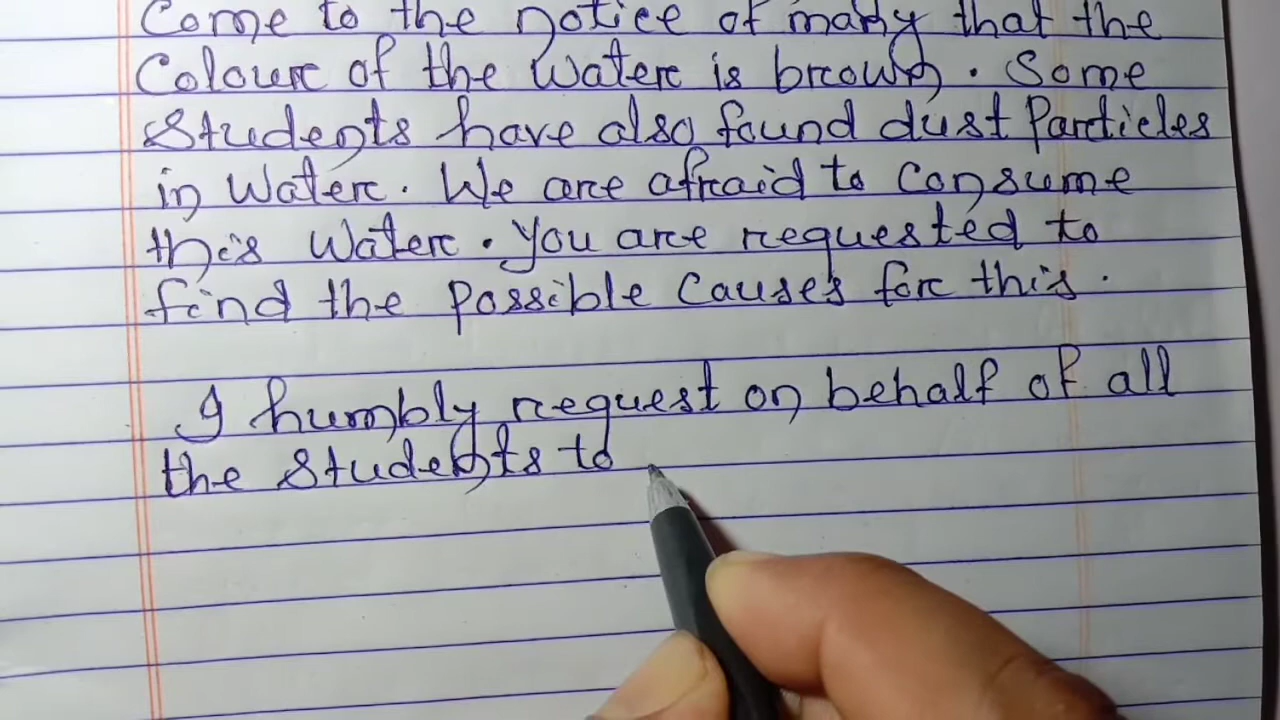 Come to the notice of many that the
Colour of the Water is brown. Some
Students have also found dust Particles
in Water. We are afraid to Consume
this Water. You are requested to
find the Possible Causes for this.
I humbly request on behalf of all
the Students to